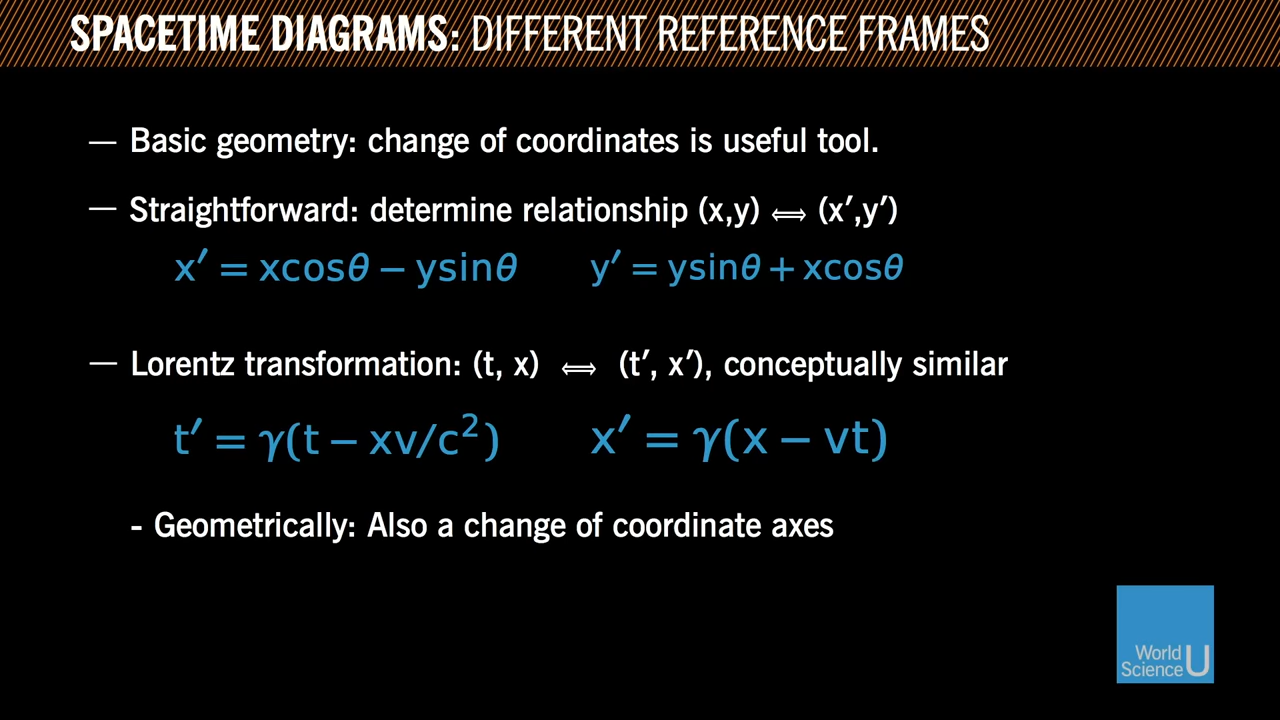 SPACETIME DIAGRAMS: DIFFERENT REFERENCE FRAMES
— Basic geometry: change of coordinates is useful tool.
— Straightforward: determine relationship (x,y) ⟺ (x′,y′)
x′ = xcosθ − ysinθ y′ = ysinθ + xcosθ
— Lorentz transformation: (t, x) ⟺ (t′, x′), conceptually similar
t′ = γ(t − xv/c²) x′ = γ(x − vt)
- Geometrically: Also a change of coordinate axes
World
Science U